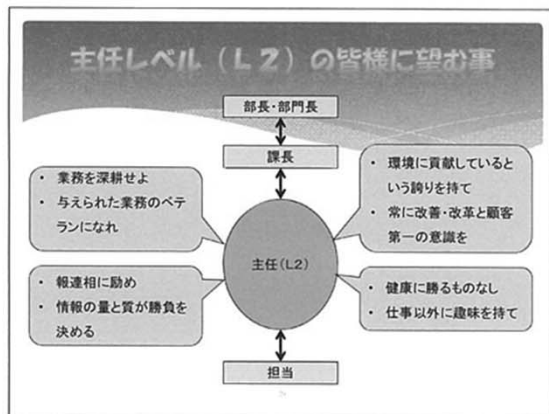 主任レベル（L2）の皆様に望む事
部長・部門長
課長
・ 業務を深耕せよ
・ 与えられた業務のベテ
ランになれ
・ 環境に貢献していると
いう誇りを持て
・ 常に改善・改革と顧客
第一の意識を
主任（L2）
・ 報連相に励め
・ 情報の量と質が勝負を
決める
・ 健康に勝るものなし
・ 仕事以外に趣味を持て
担当